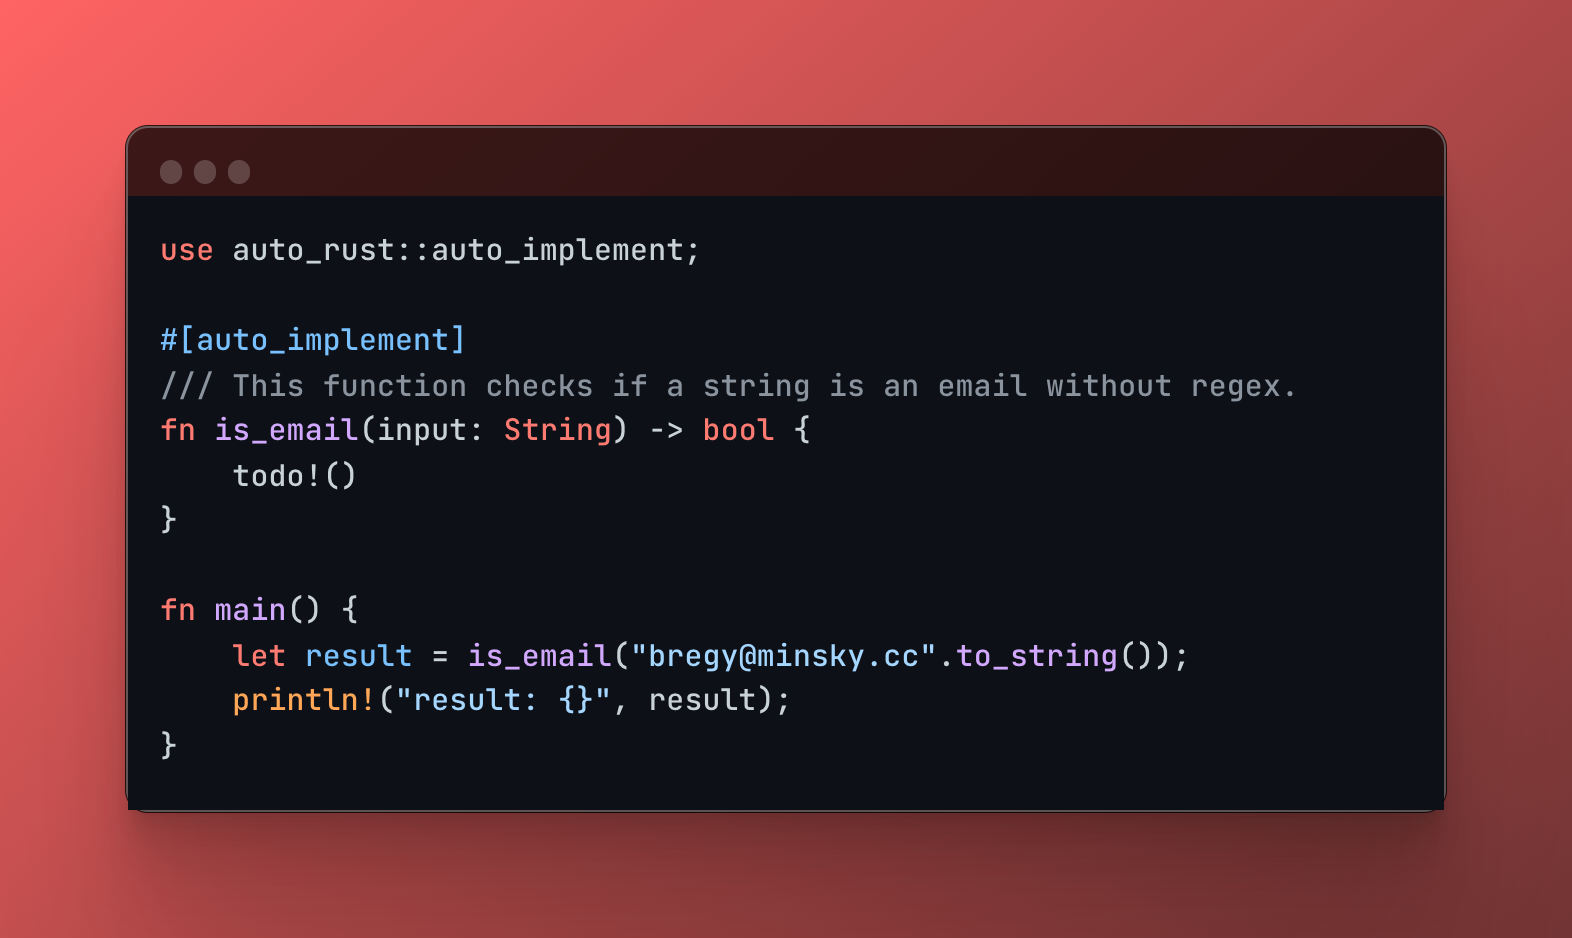 use auto_rust::auto_implement;
#[auto_implement]
/// This function checks if a string is an email without regex.
fn is_email(input: String) -> bool {
    todo!()
}
fn main() {
    let result = is_email("bregy@minsky.cc".to_string());
    println!("result: {}", result);
}